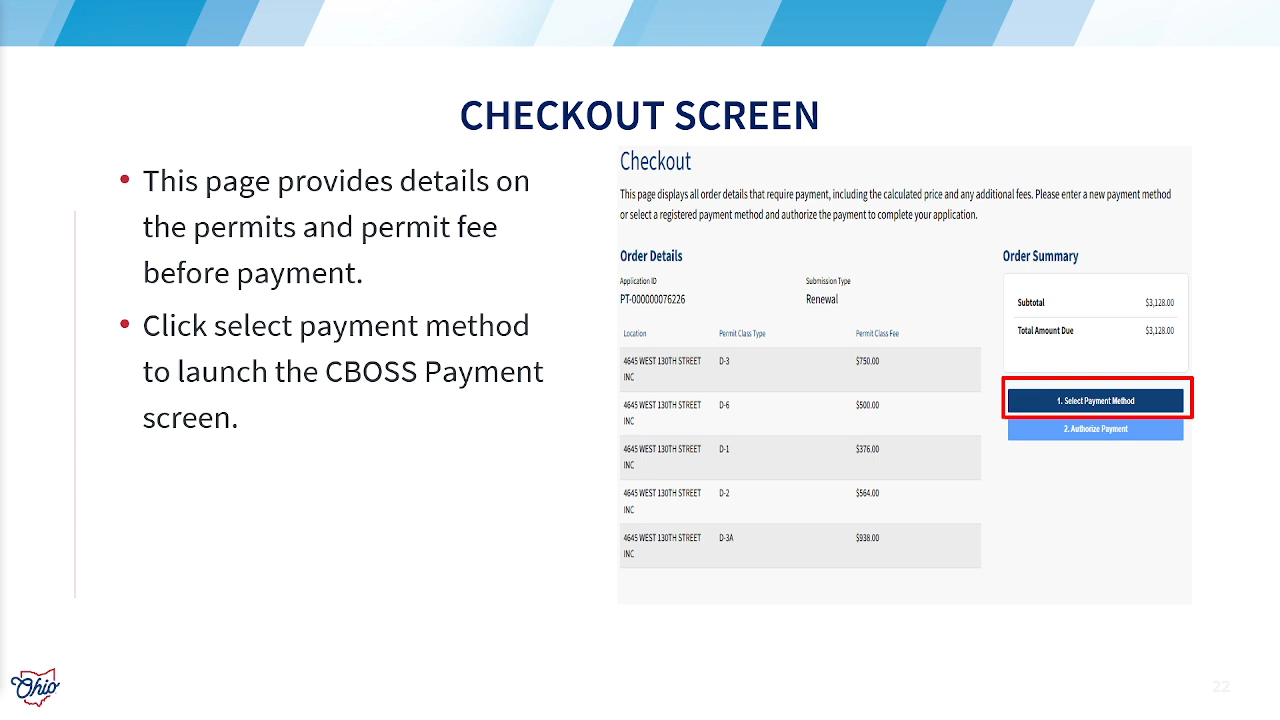 CHECKOUT SCREEN
• This page provides details on
the permits and permit fee
before payment.
• Click select payment method
to launch the CBOSS Payment
screen.
Checkout
This page displays all order details that require payment, including the calculated price and any additional fees. Please enter a new payment method
or select a registered payment method and authorize the payment to complete your application.
Order Details
Application ID Submission Type
PT-000000076226 Renewal
Location Permit Class Type Permit Class Fee
4645 WEST 130TH STREET D-3 $750.00
INC
4645 WEST 130TH STREET D-6 $500.00
INC
4645 WEST 130TH STREET D-1 $376.00
INC
4645 WEST 130TH STREET D-2 $564.00
INC
4645 WEST 130TH STREET D-3A $938.00
INC
Order Summary
Subtotal $3,128.00
Total Amount Due $3,128.00
1. Select Payment Method
2. Authorize Payment
Ohio
22